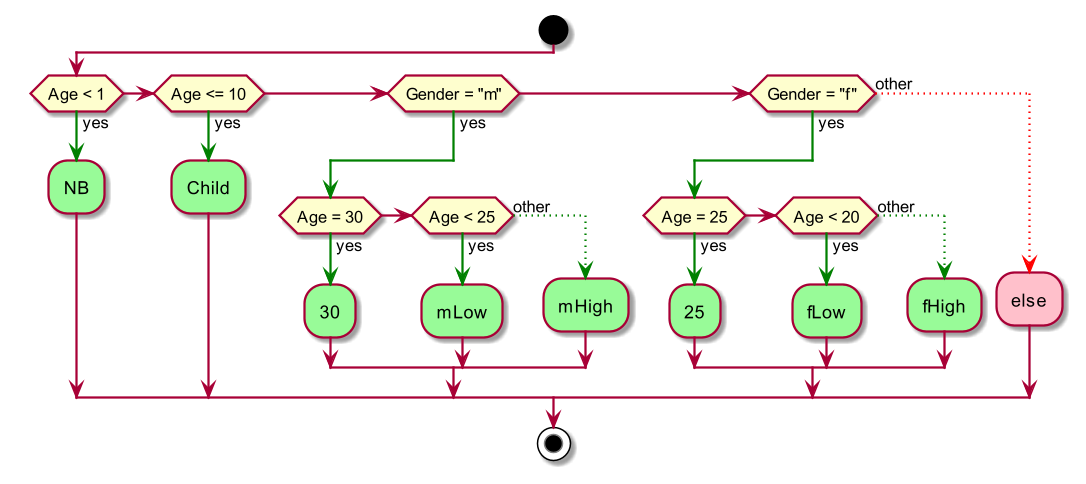 Age < 1
Age <= 10
Gender = "m"
Gender = "f"
other
yes
yes
yes
yes
NB
Child
Age = 30
Age < 25
other
Age = 25
Age < 20
other
yes
yes
yes
yes
30
mLow
mHigh
25
fLow
fHigh
else